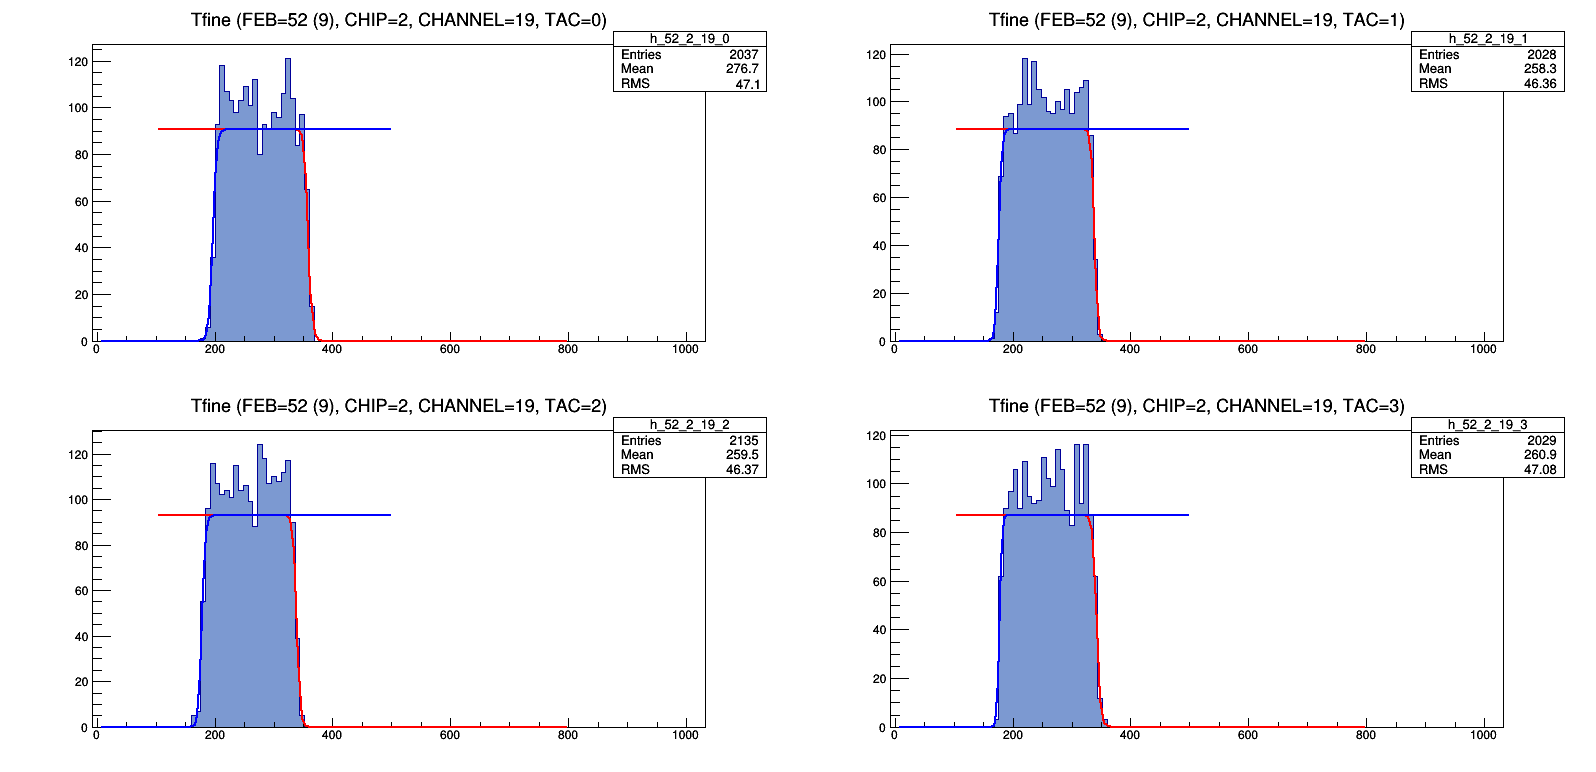 Tfine (FEB=52 (9), CHIP=2, CHANNEL=19, TAC=0)
h_52_2_19_0
Entries 2037
Mean 276.7
RMS 47.1
120
100
80
60
40
20
0
0 200 400 600 800 1000
Tfine (FEB=52 (9), CHIP=2, CHANNEL=19, TAC=1)
h_52_2_19_1
Entries 2028
Mean 258.3
RMS 46.36
120
100
80
60
40
20
0
0 200 400 600 800 1000
Tfine (FEB=52 (9), CHIP=2, CHANNEL=19, TAC=2)
h_52_2_19_2
Entries 2135
Mean 259.5
RMS 46.37
120
100
80
60
40
20
0
0 200 400 600 800 1000
Tfine (FEB=52 (9), CHIP=2, CHANNEL=19, TAC=3)
h_52_2_19_3
Entries 2029
Mean 260.9
RMS 47.08
120
100
80
60
40
20
0
0 200 400 600 800 1000